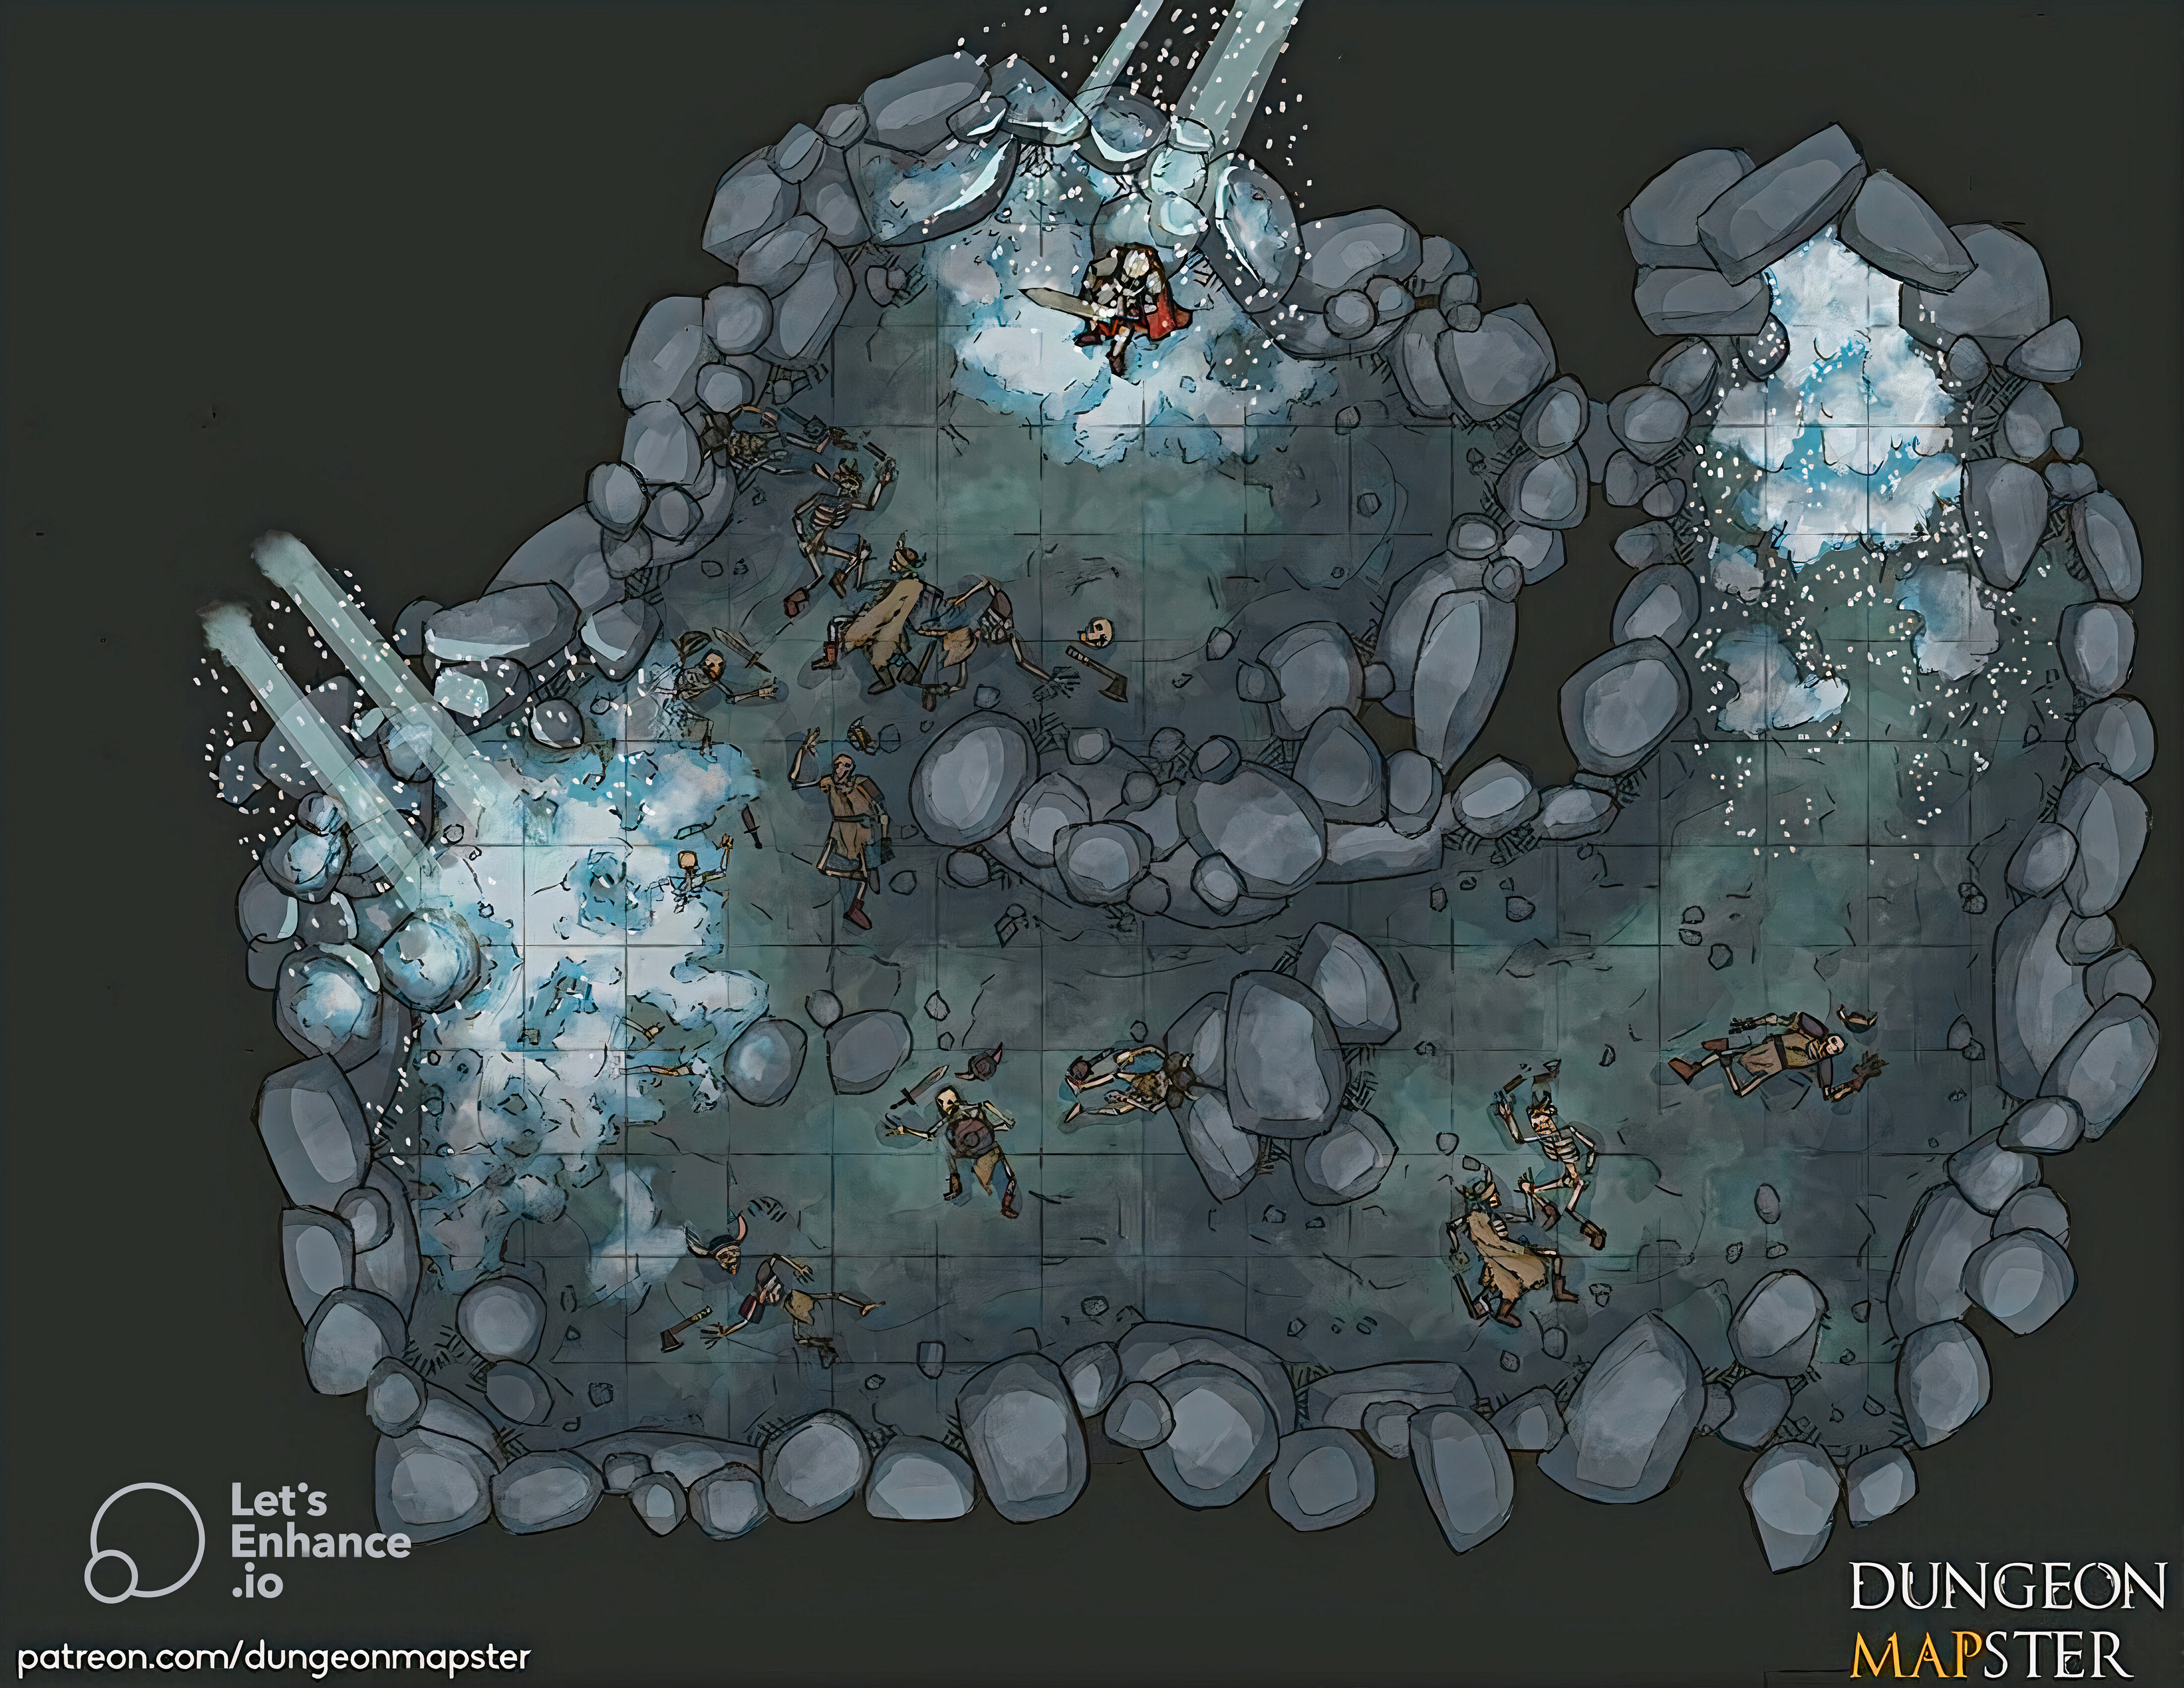 Let's
Enhance
.io
patreon.com/dungeonmapster
DUNGEON
MAPSTER